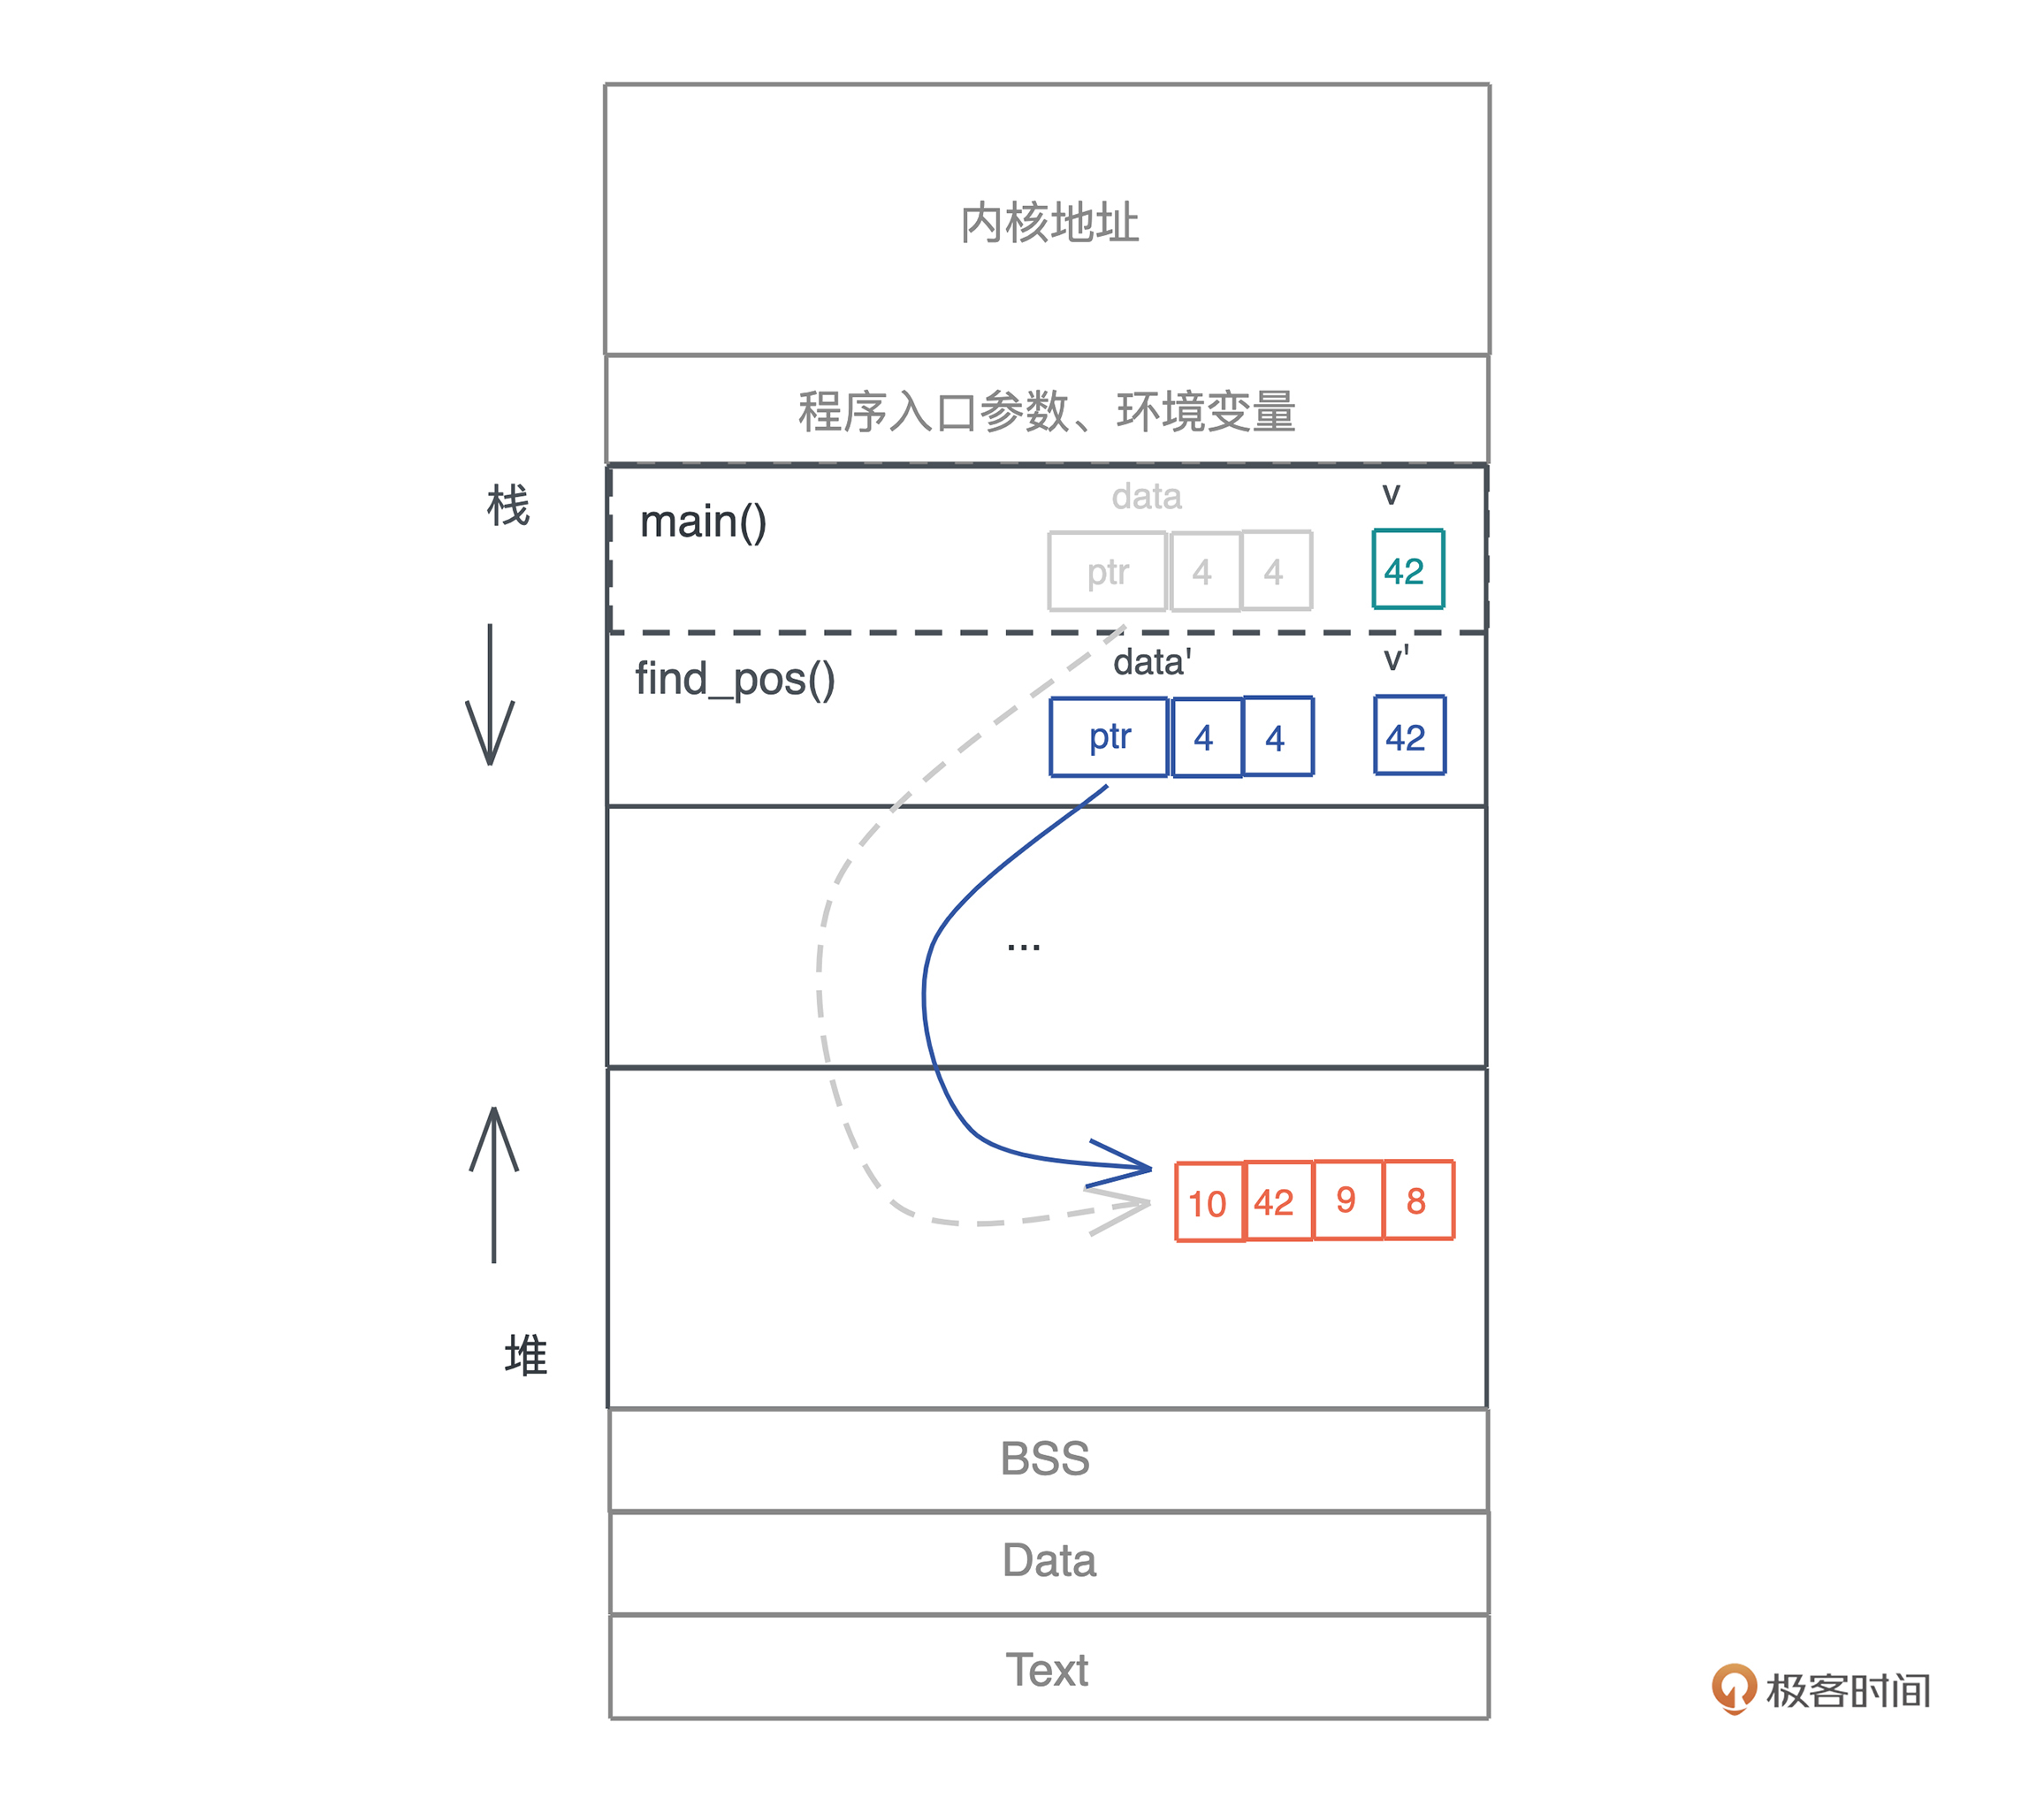 内核地址
程序入口参数、环境变量
栈
main()
data
v
ptr 4 4
42
find_pos()
data'
v'
ptr 4 4
42
...
10 42 9 8
堆
BSS
Data
Text
极客时间